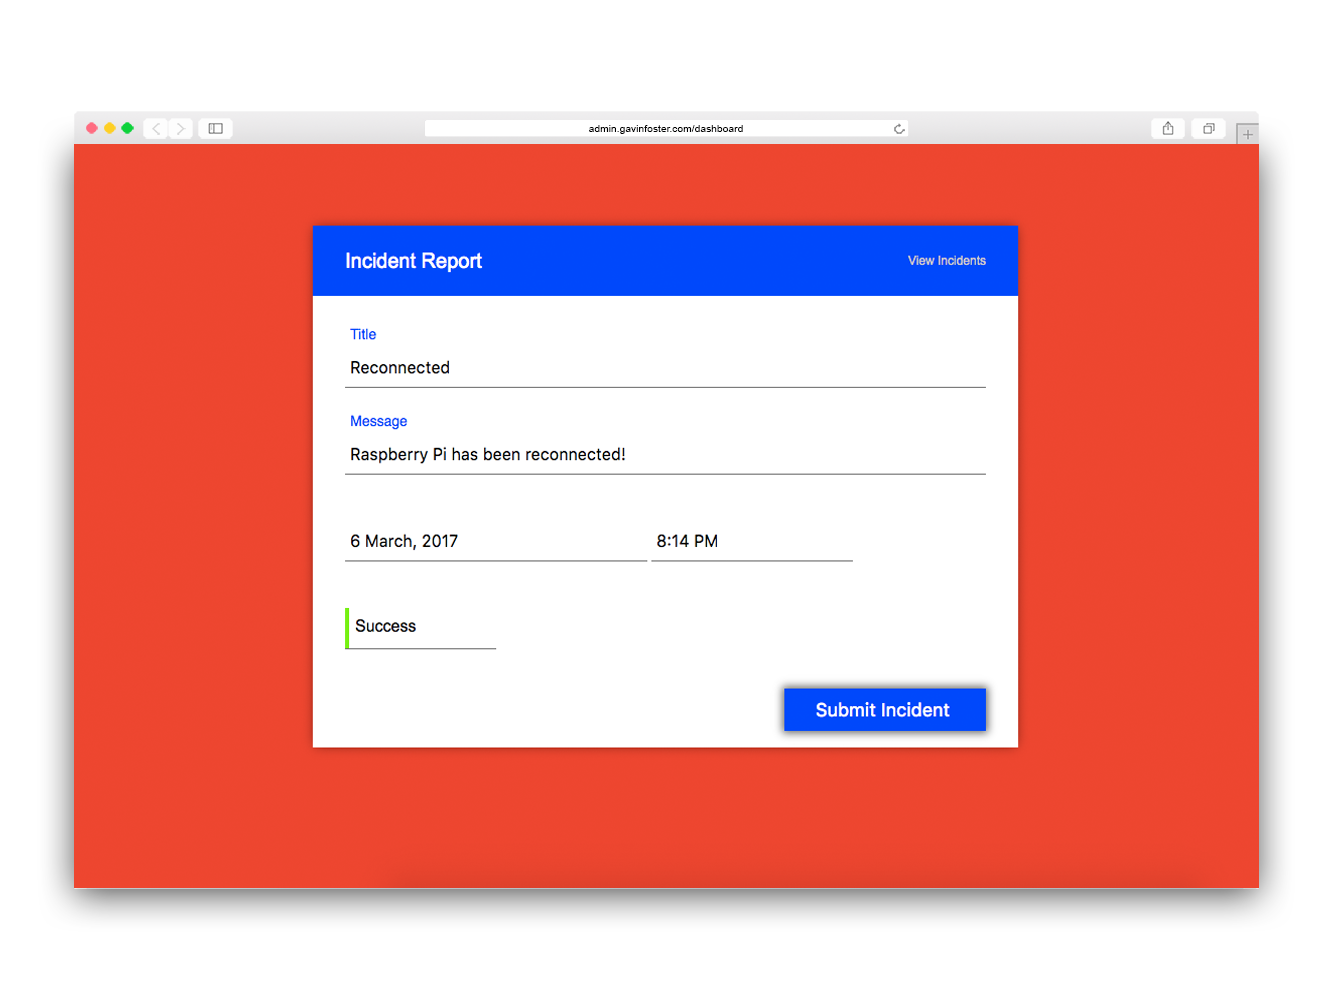 admin.gavinfoster.com/dashboard
Incident Report
View Incidents
Title
Reconnected
Message
Raspberry Pi has been reconnected!
6 March, 2017
8:14 PM
Success
Submit Incident